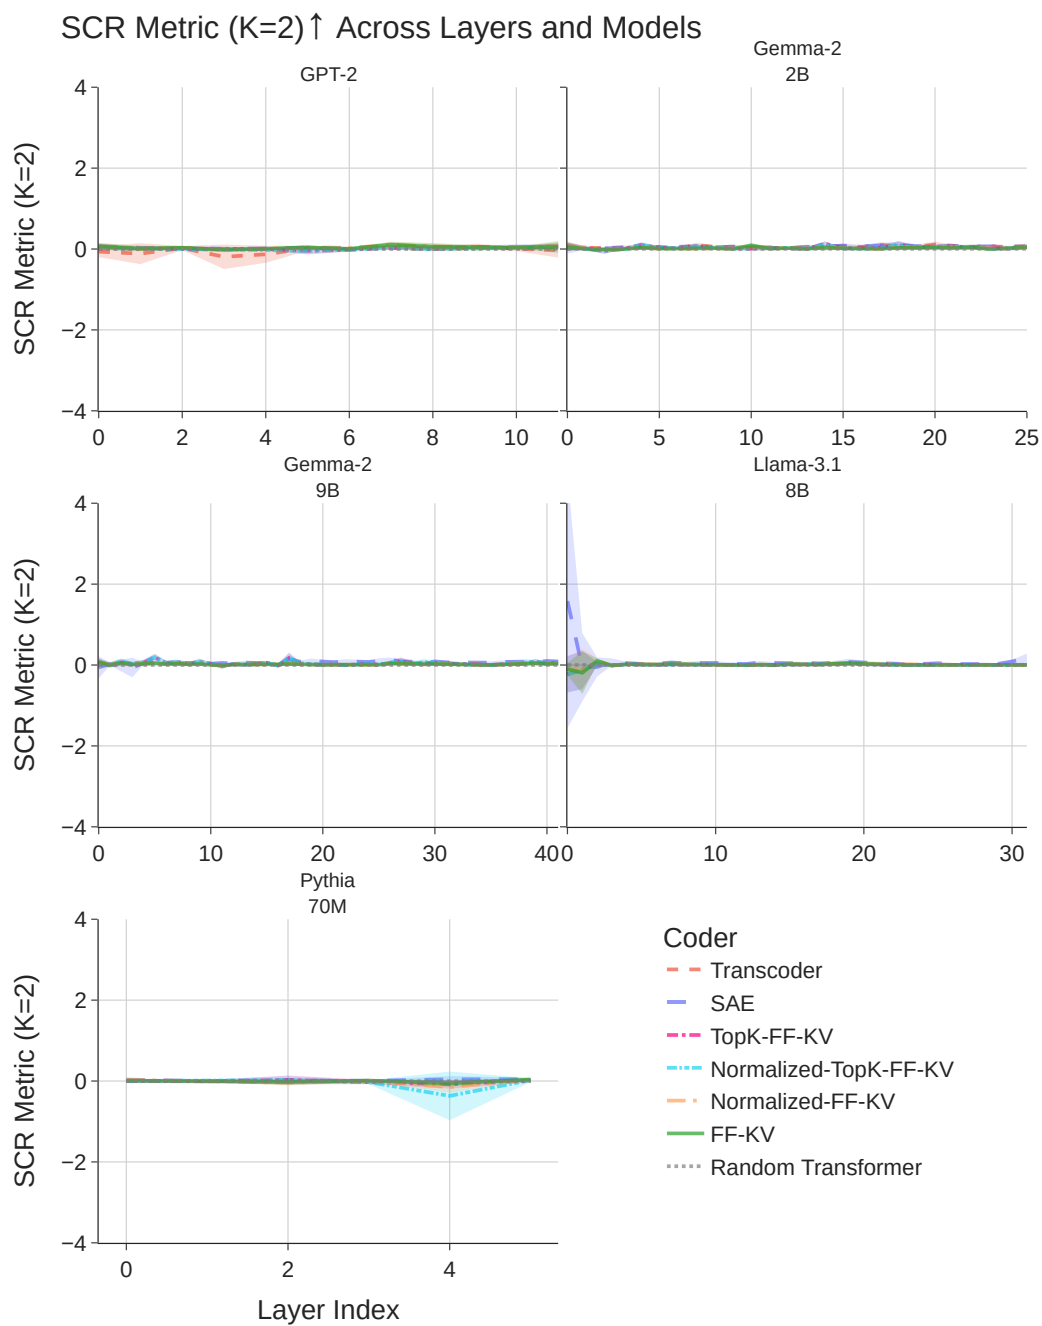 SCR Metric (K=2)↑ Across Layers and Models
GPT-2
Gemma-2
2B
SCR Metric (K=2)
4
2
0
−2
−4
0 2 4 6 8 10
0 5 10 15 20 25
Gemma-2
9B
Llama-3.1
8B
SCR Metric (K=2)
4
2
0
−2
−4
0 10 20 30 40
0 10 20 30
Pythia
70M
SCR Metric (K=2)
4
2
0
−2
−4
0 2 4
Layer Index
Coder
Transcoder
SAE
TopK-FF-KV
Normalized-TopK-FF-KV
Normalized-FF-KV
FF-KV
Random Transformer